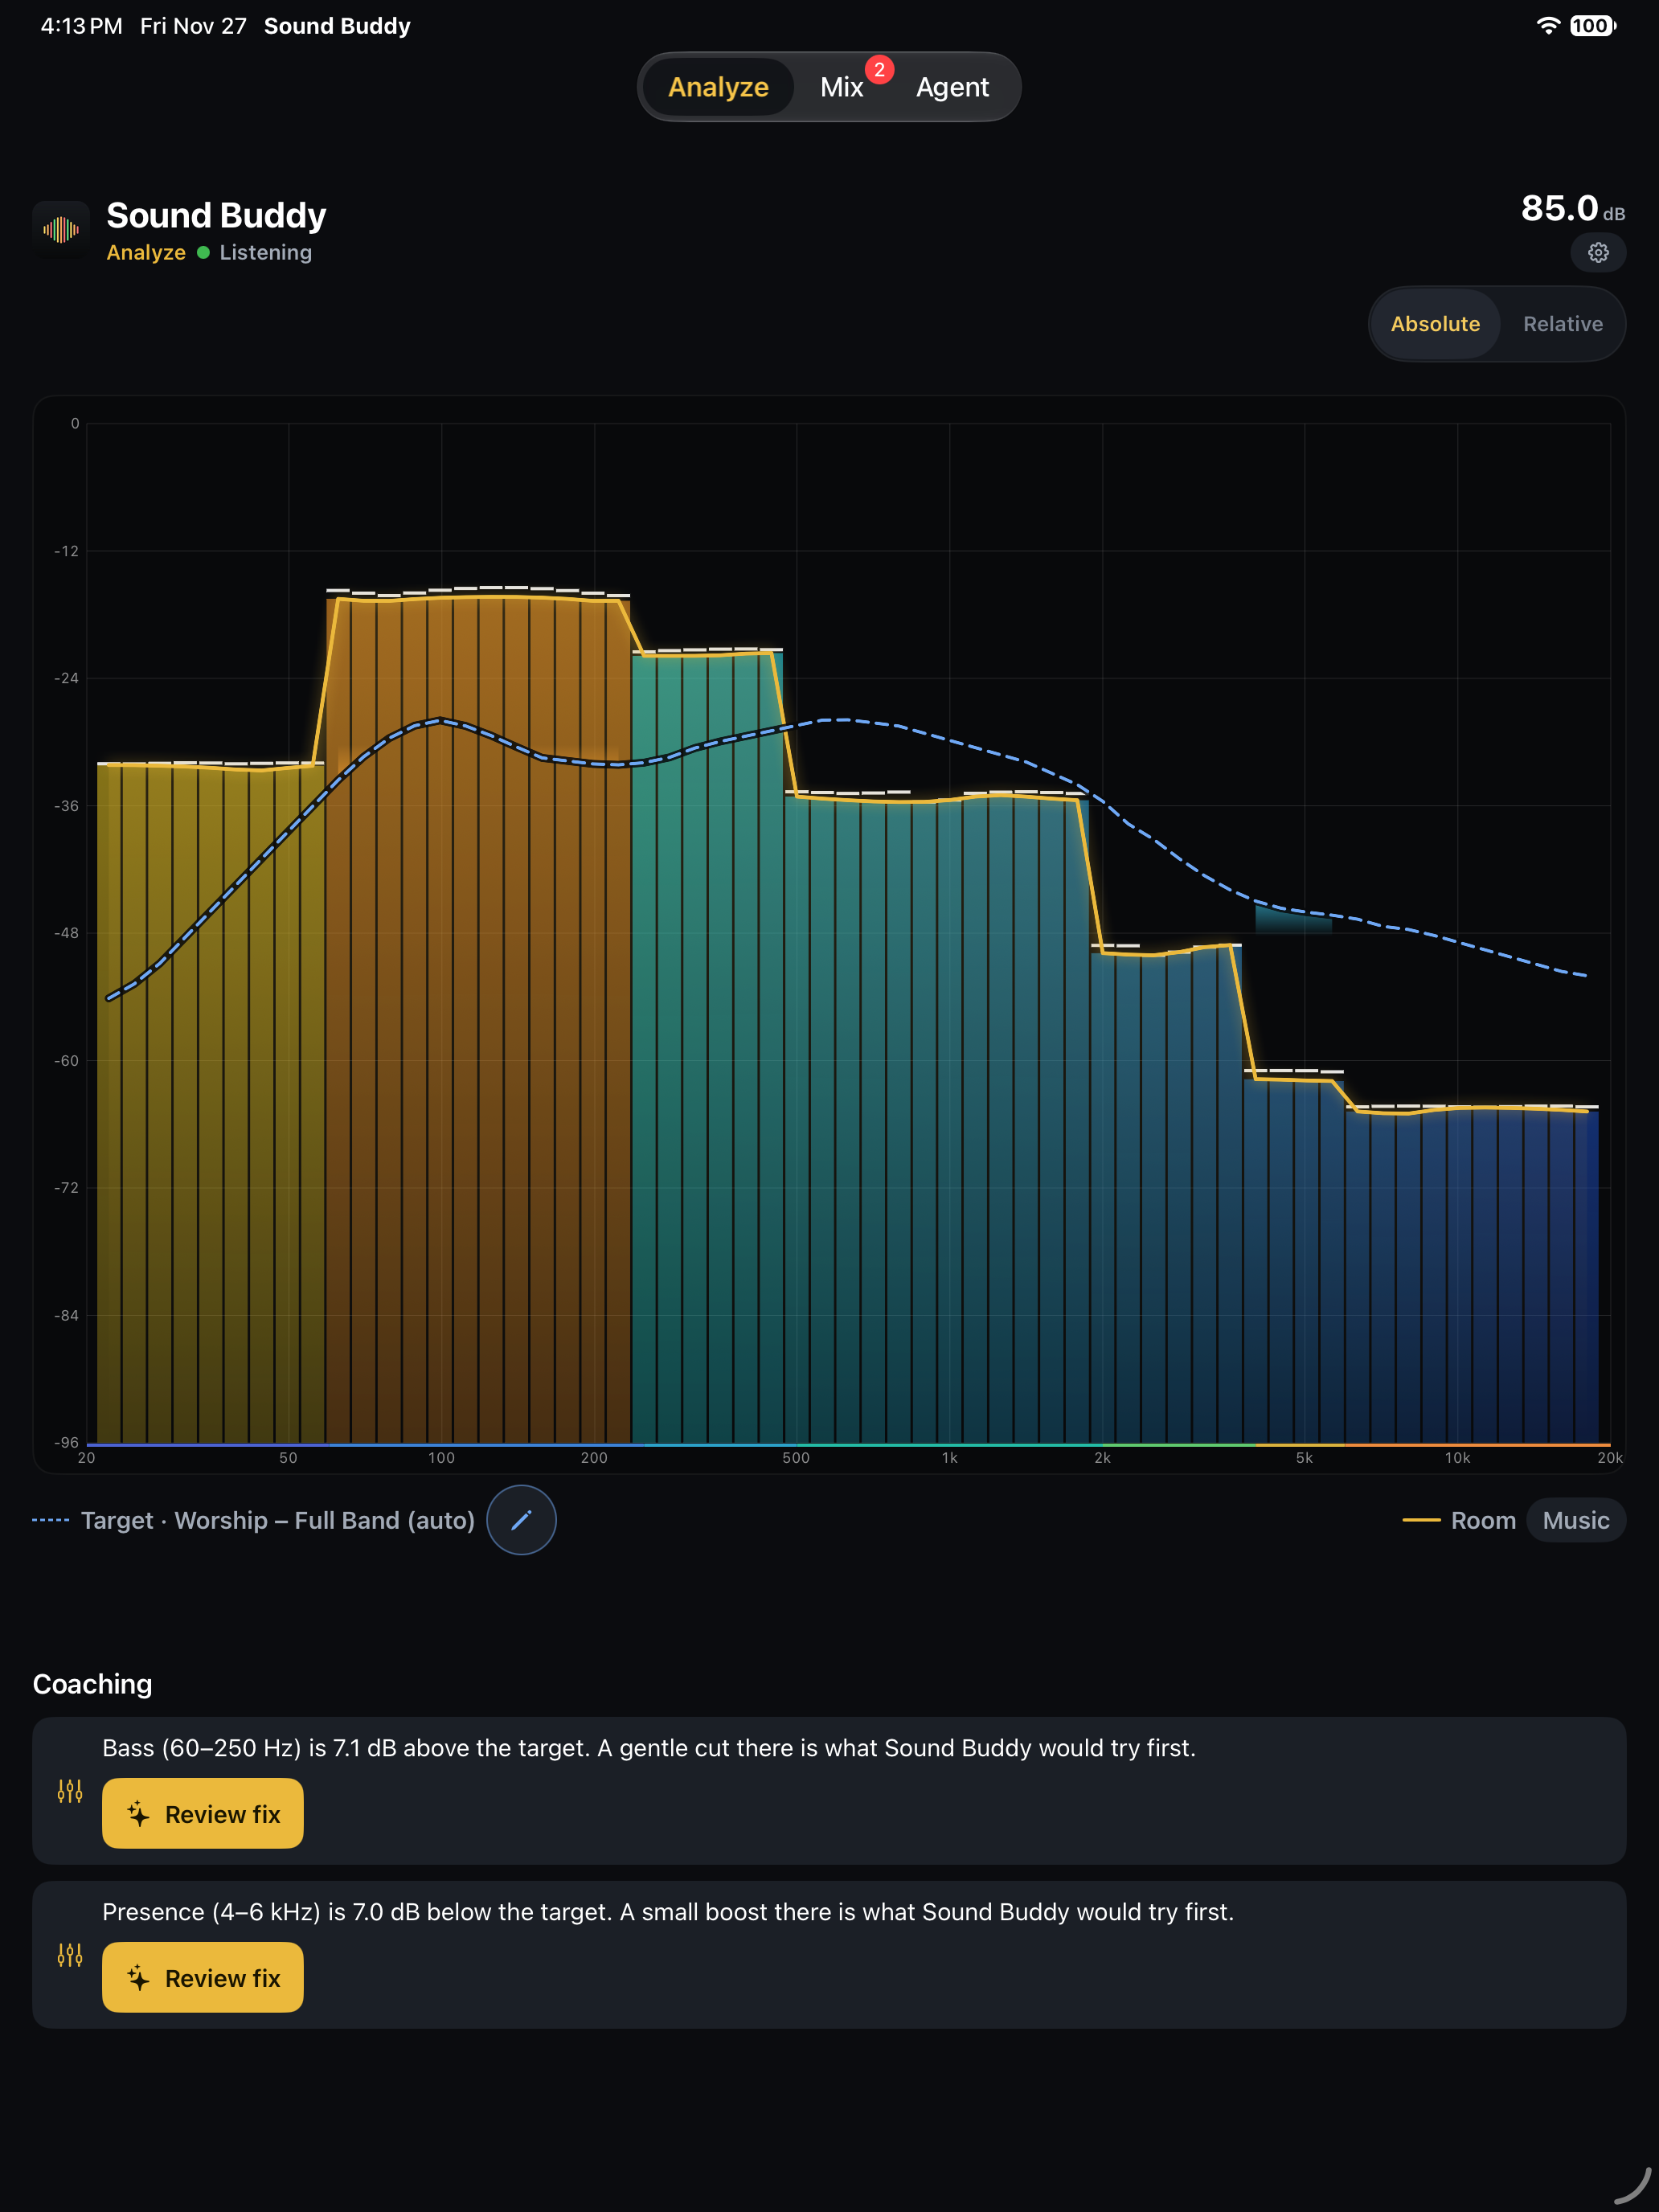 4:13 PM Fri Nov 27 Sound Buddy
100
Analyze
Mix
2
Agent
Sound Buddy
Analyze Listening
85.0 dB
Absolute
Relative
0
-12
-24
-36
-48
-60
-72
-84
-96
20 50 100 200 500 1k 2k 5k 10k 20k
Target · Worship – Full Band (auto)
Room
Music
Coaching
Bass (60–250 Hz) is 7.1 dB above the target. A gentle cut there is what Sound Buddy would try first.
Review fix
Presence (4–6 kHz) is 7.0 dB below the target. A small boost there is what Sound Buddy would try first.
Review fix